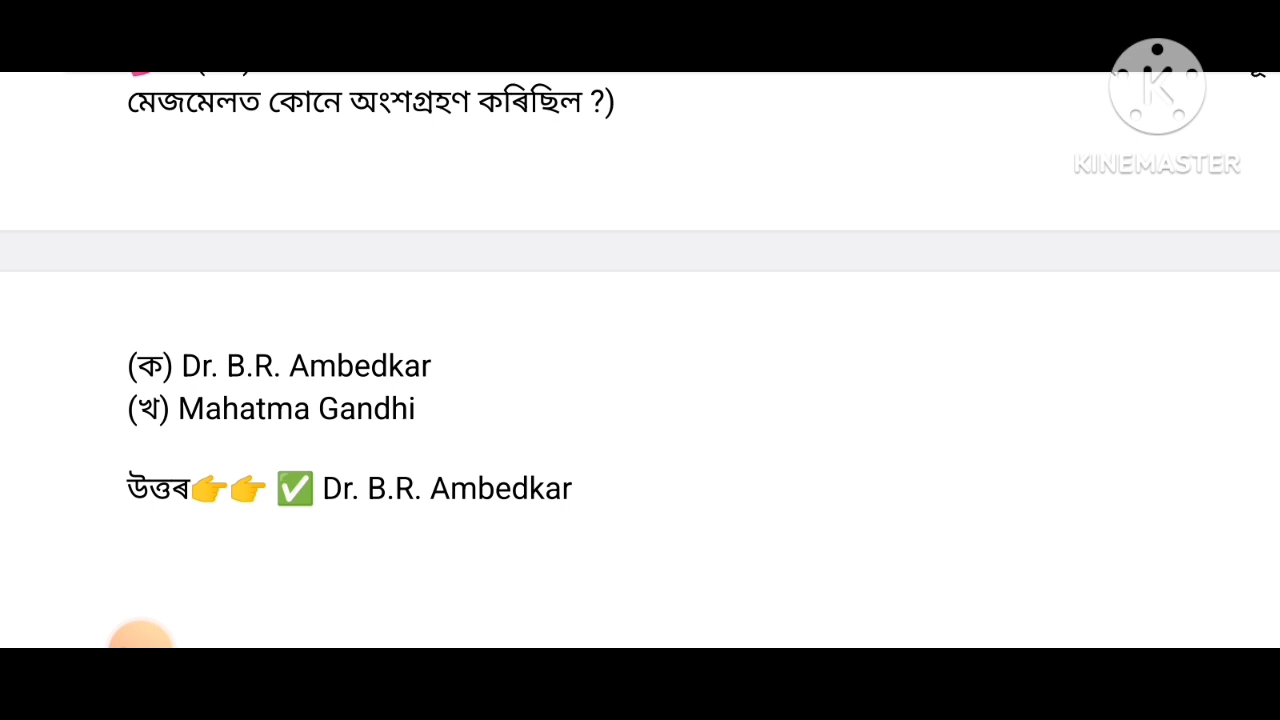 মেজমেলত কোনে অংশগ্ৰহণ কৰিছিল ?)
KINEMASTER
(ক) Dr. B.R. Ambedkar
(খ) Mahatma Gandhi
উত্তৰ👉👉 ✅ Dr. B.R. Ambedkar